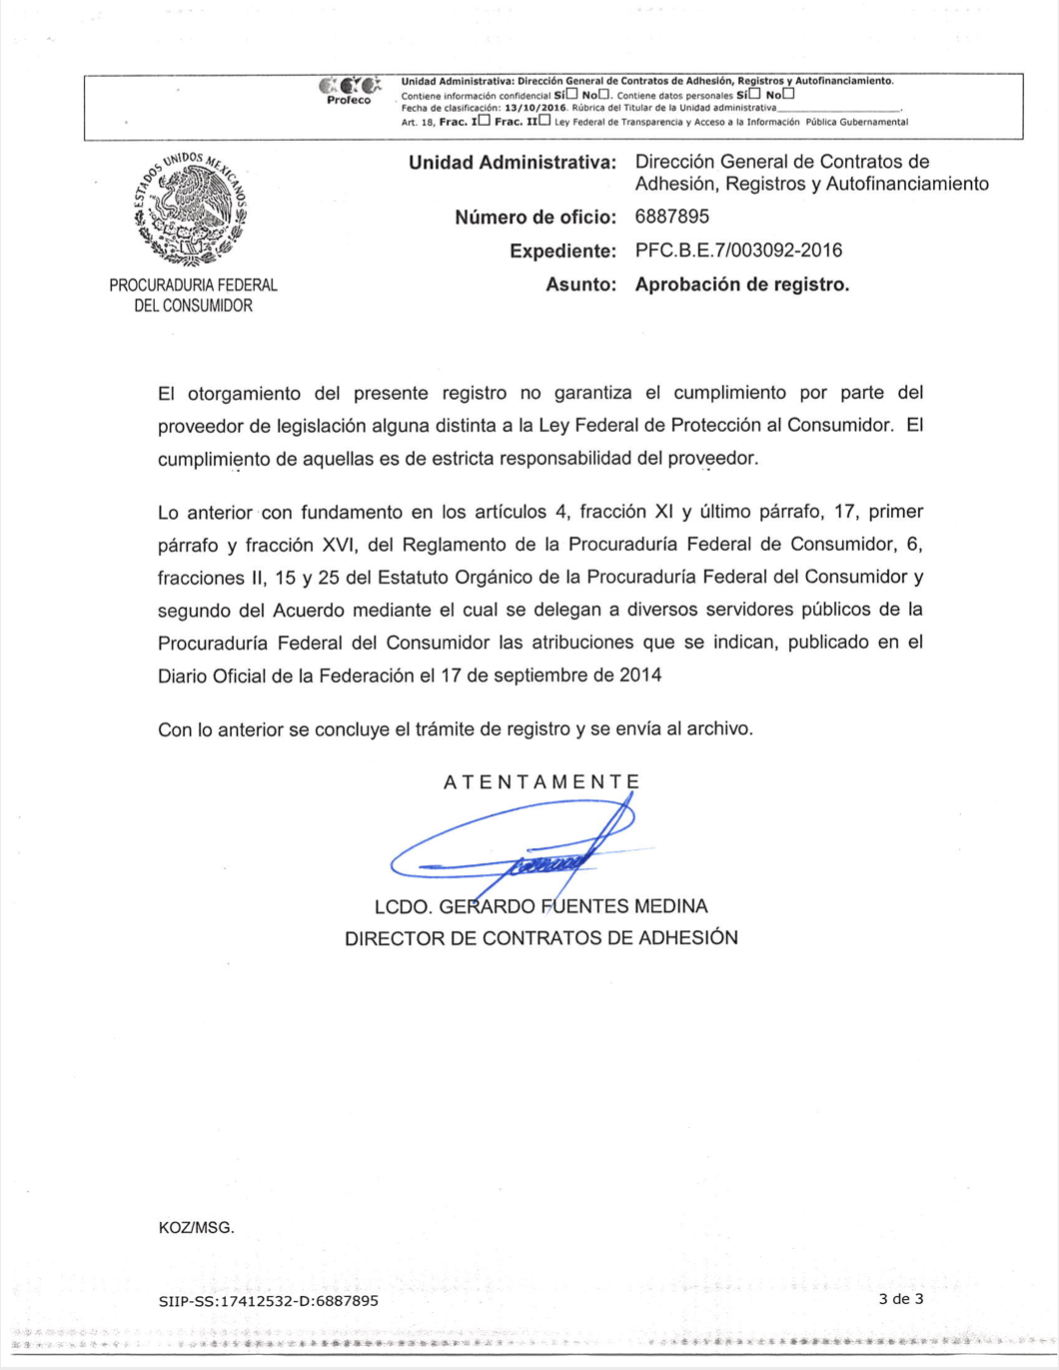 Profeco
Unidad Administrativa: Dirección General de Contratos de Adhesión, Registros y Autofinanciamiento.
Contiene información confidencial Sí☐ No☐. Contiene datos personales Sí☐ No☐
Fecha de clasificación: 13/10/2016. Rúbrica del Titular de la Unidad administrativa____________________.
Art. 18, Frac. I☐ Frac. II☐ Ley Federal de Transparencia y Acceso a la Información Pública Gubernamental
ESTADOS UNIDOS MEXICANOS
PROCURADURIA FEDERAL
DEL CONSUMIDOR
Unidad Administrativa: Dirección General de Contratos de
Adhesión, Registros y Autofinanciamiento
Número de oficio: 6887895
Expediente: PFC.B.E.7/003092-2016
Asunto: Aprobación de registro.
El otorgamiento del presente registro no garantiza el cumplimiento por parte del
proveedor de legislación alguna distinta a la Ley Federal de Protección al Consumidor. El
cumplimiento de aquellas es de estricta responsabilidad del proveedor.
Lo anterior con fundamento en los artículos 4, fracción XI y último párrafo, 17, primer
párrafo y fracción XVI, del Reglamento de la Procuraduría Federal de Consumidor, 6,
fracciones II, 15 y 25 del Estatuto Orgánico de la Procuraduría Federal del Consumidor y
segundo del Acuerdo mediante el cual se delegan a diversos servidores públicos de la
Procuraduría Federal del Consumidor las atribuciones que se indican, publicado en el
Diario Oficial de la Federación el 17 de septiembre de 2014
Con lo anterior se concluye el trámite de registro y se envía al archivo.
A T E N T A M E N T E
LCDO. GERARDO FUENTES MEDINA
DIRECTOR DE CONTRATOS DE ADHESIÓN
KOZ/MSG.
SIIP-SS:17412532-D:6887895
3 de 3